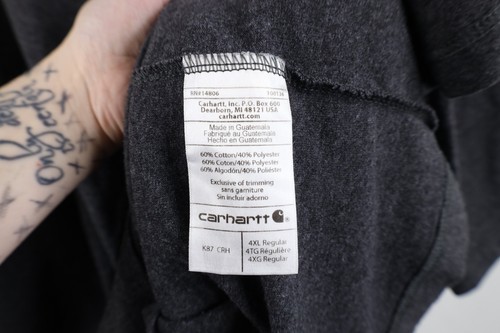 RN#14806
Carhartt, Inc. P.O. Box 600
Dearborn, MI 48121 USA
carhartt.com
Made in Guatemala
Fabriqué au Guatemala
Hecho en Guatemala
60% Cotton/40% Polyester
60% Cotton/40% Polyester
60% Algodón/40% Poliéster
Exclusive of trimming
sans garniture
Sin incluir adorno
carhartt
K87 CRH
4XL Regular
4TG Régulière
4XG Regular
Only